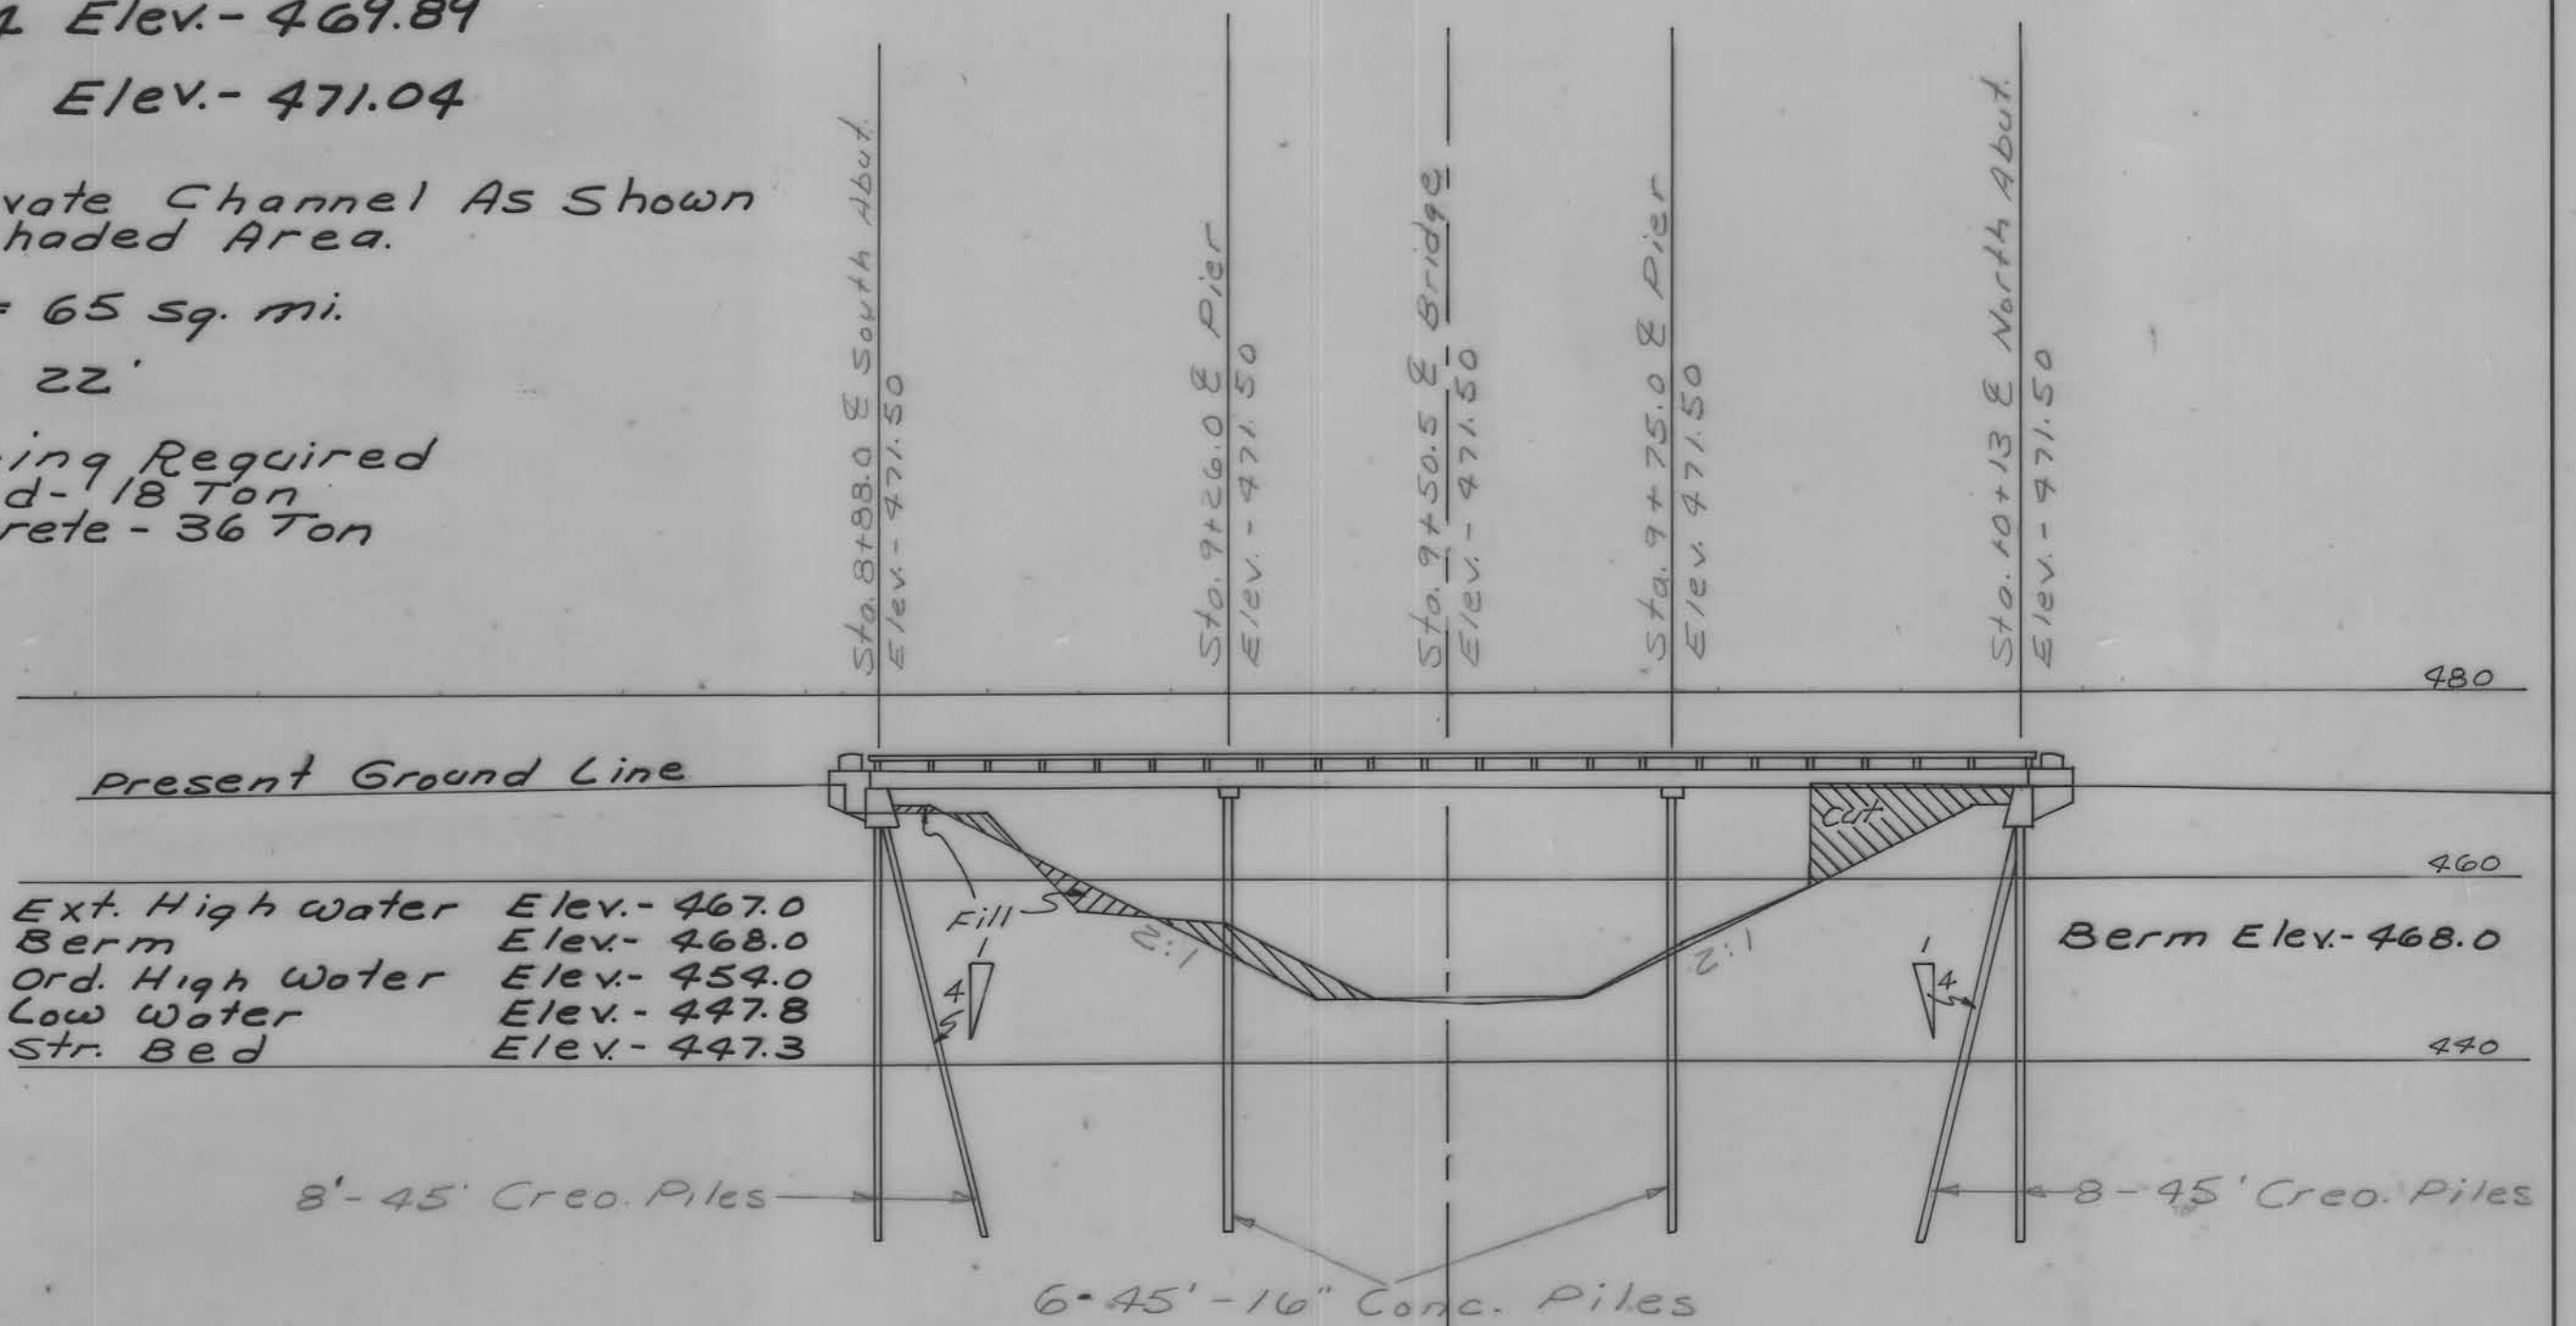 Elev.- 469.89
Elev.- 471.04
vate Channel As Shown
haded Area.
= 65 sq. mi.
22'
ing Required
d- 18 Ton
rete - 36 Ton
Sta. 8+88.0 ℄ South Abut.
Elev.- 471.50
Sta. 9+26.0 ℄ Pier
Elev.- 471.50
Sta. 9+50.5 ℄ Bridge
Elev.- 471.50
Sta. 9+75.0 ℄ Pier
Elev. 471.50
Sta. 10+13 ℄ North Abut.
Elev.- 471.50
480
Present Ground Line
Cut
460
Ext. High Water Elev.- 467.0
Berm Elev.- 468.0
Ord. High Water Elev.- 454.0
Low Water Elev.- 447.8
Str. Bed Elev.- 447.3
Fill
2:1
2:1
1
4
1
4
Berm Elev.- 468.0
440
8'-45' Creo. Piles
8-45' Creo. Piles
6-45'-16" Conc. Piles